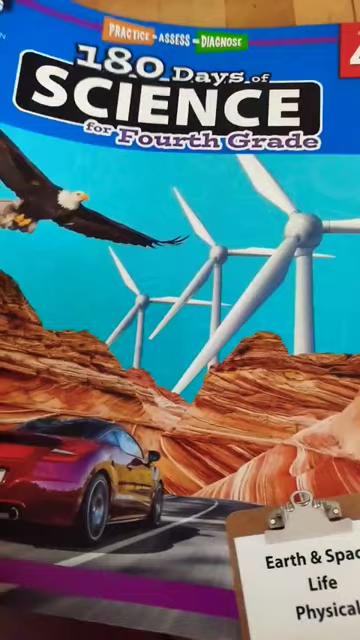 PRACTICE - ASSESS - DIAGNOSE
180 Days of
SCIENCE
for Fourth Grade
Earth & Spac
Life
Physical